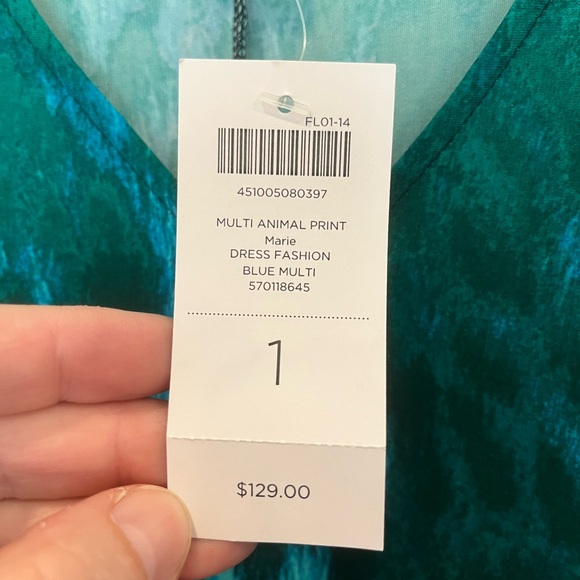 FL01-14
451005080397
MULTI ANIMAL PRINT
Marie
DRESS FASHION
BLUE MULTI
570118645
1
$129.00